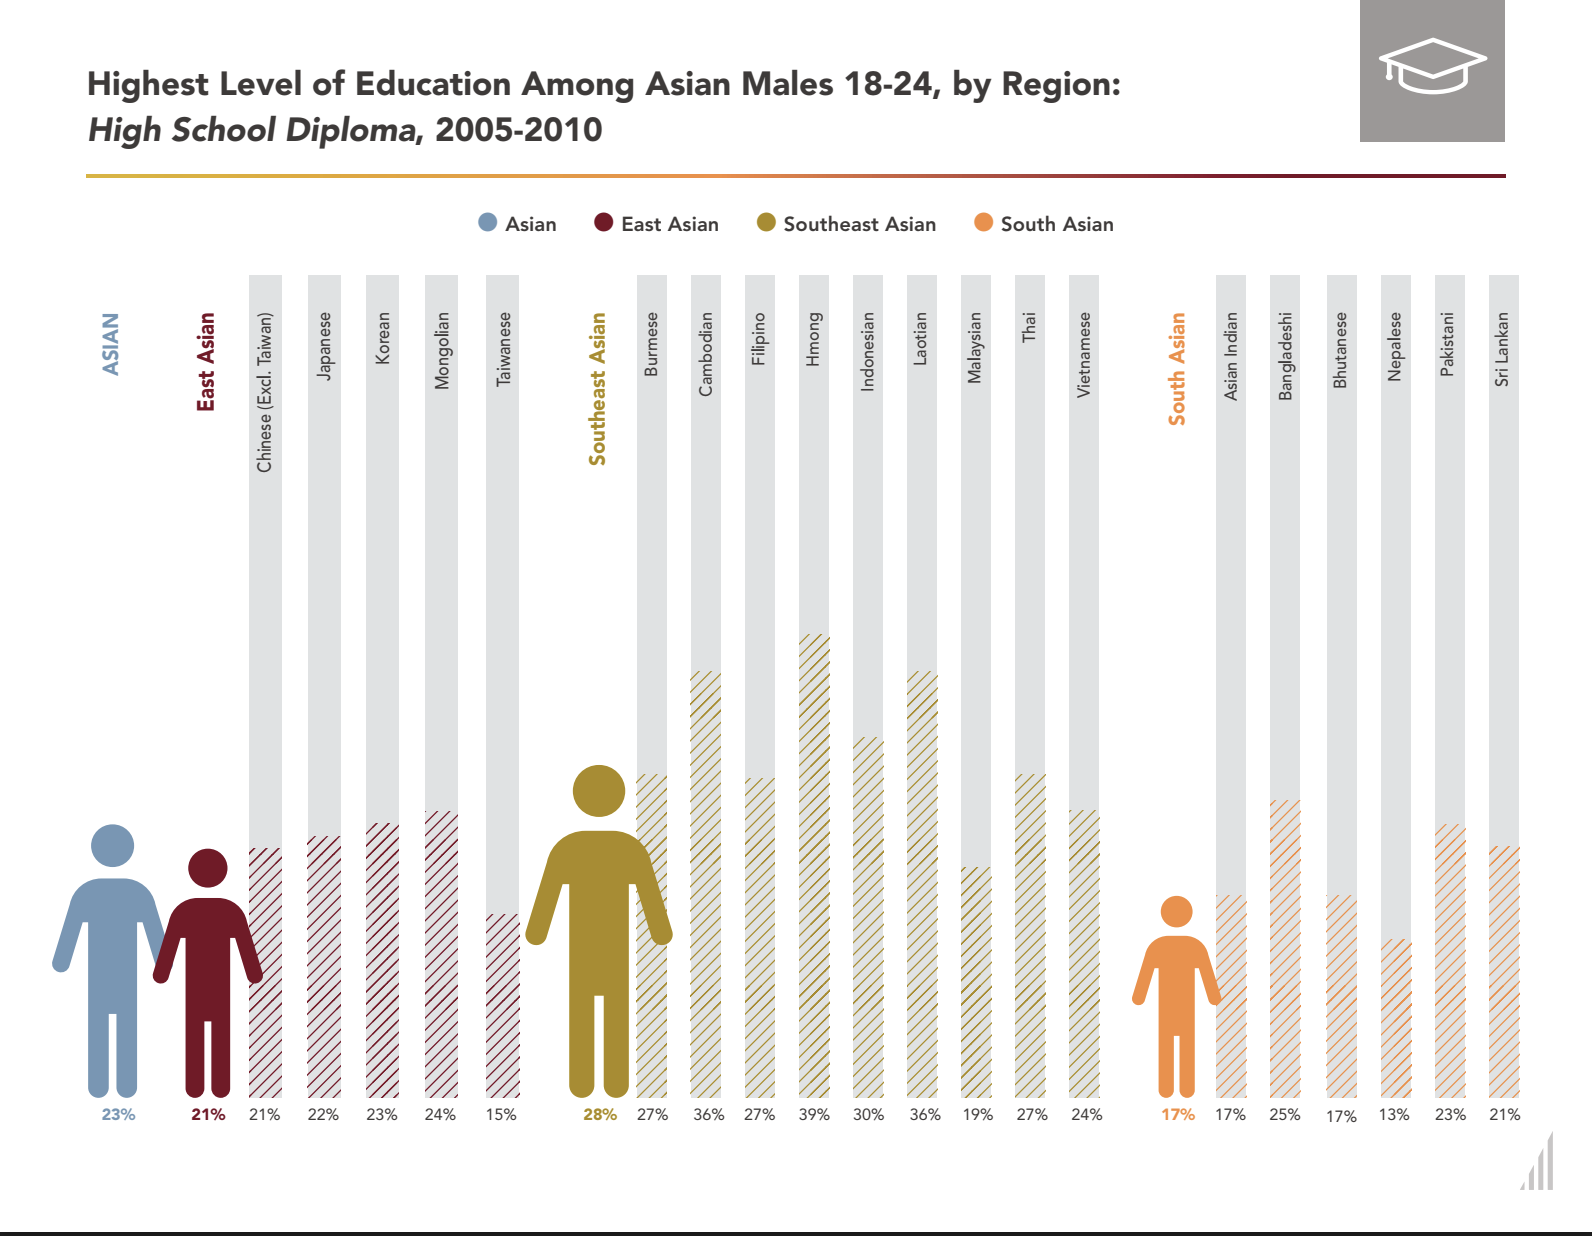 Highest Level of Education Among Asian Males 18-24, by Region:
High School Diploma, 2005-2010
Asian
East Asian
Southeast Asian
South Asian
ASIAN
East Asian
Chinese (Excl. Taiwan)
Japanese
Korean
Mongolian
Taiwanese
Southeast Asian
Burmese
Cambodian
Filipino
Hmong
Indonesian
Laotian
Malaysian
Thai
Vietnamese
South Asian
Asian Indian
Bangladeshi
Bhutanese
Nepalese
Pakistani
Sri Lankan
23%
21%
21%
22%
23%
24%
15%
28%
27%
36%
27%
39%
30%
36%
19%
27%
24%
17%
17%
25%
17%
13%
23%
21%